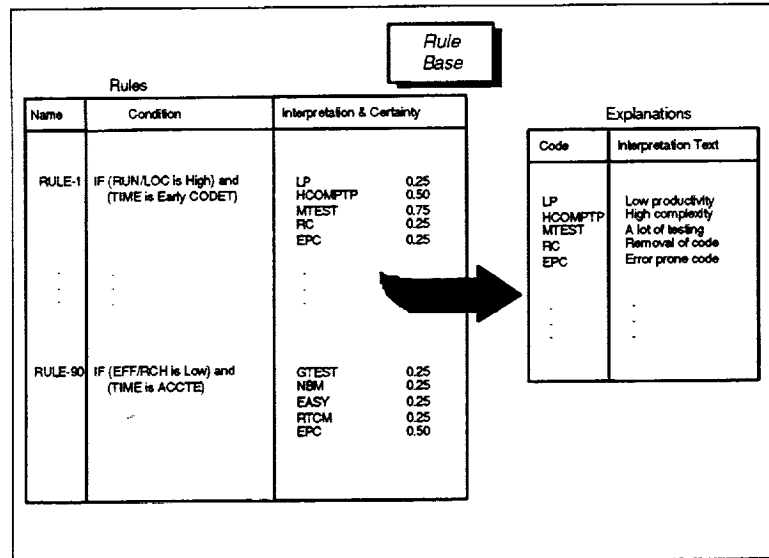 Rule
Base
Rules
Name Condition Interpretation & Certainty
RULE-1 IF (RUN/LOC is High) and LP 0.25
(TIME is Early CODET) HCOMPTP 0.50
MTEST 0.75
RC 0.25
EPC 0.25
RULE-90 IF (EFF/RCH is Low) and GTEST 0.25
(TIME is ACCTE) NBM 0.25
EASY 0.25
RTCM 0.25
EPC 0.50
Explanations
Code Interpretation Text
LP Low productivity
HCOMPTP High complexity
MTEST A lot of testing
RC Removal of code
EPC Error prone code